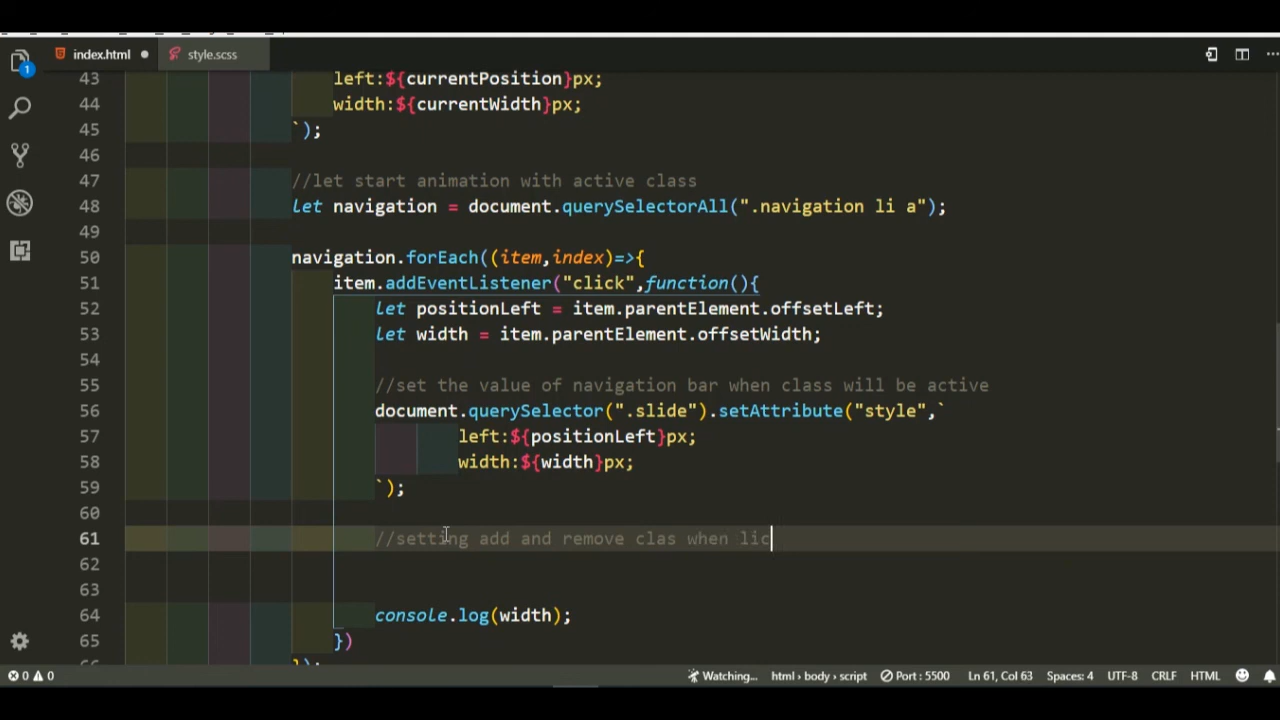 index.html
style.scss
1
43 left:${currentPosition}px;
44 width:${currentWidth}px;
45 `);
46
47 //let start animation with active class
48 let navigation = document.querySelectorAll(".navigation li a");
49
50 navigation.forEach((item,index)=>{
51 item.addEventListener("click",function(){
52 let positionLeft = item.parentElement.offsetLeft;
53 let width = item.parentElement.offsetWidth;
54
55 //set the value of navigation bar when class will be active
56 document.querySelector(".slide").setAttribute("style",`
57 left:${positionLeft}px;
58 width:${width}px;
59 `);
60
61 //setting add and remove clas when lic
62
63
64 console.log(width);
65 })
66 });
0 0 Watching... html › body › script Port : 5500 Ln 61, Col 63 Spaces: 4 UTF-8 CRLF HTML